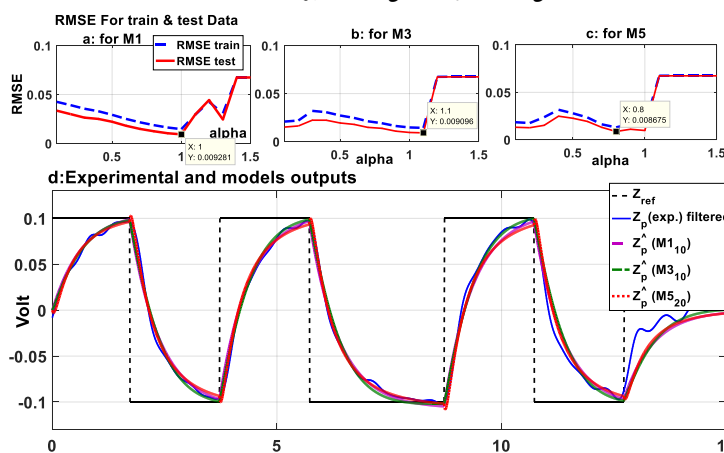 RMSE For train & test Data
a: for M1
b: for M3
c: for M5
RMSE train
RMSE test
RMSE
0.1
0.05
0
0.5
1
1.5
alpha
X: 1
Y: 0.009281
0.1
0.05
0
0.5
1
1.5
alpha
X: 1.1
Y: 0.009096
0.1
0.05
0
0.5
1
1.5
alpha
X: 0.8
Y: 0.008675
d:Experimental and models outputs
Volt
0.1
0.05
0
-0.05
-0.1
0
5
10
Z_ref
Z_p(exp.) filtered
Z_p^ (M1_10)
Z_p^ (M3_10)
Z_p^ (M5_20)